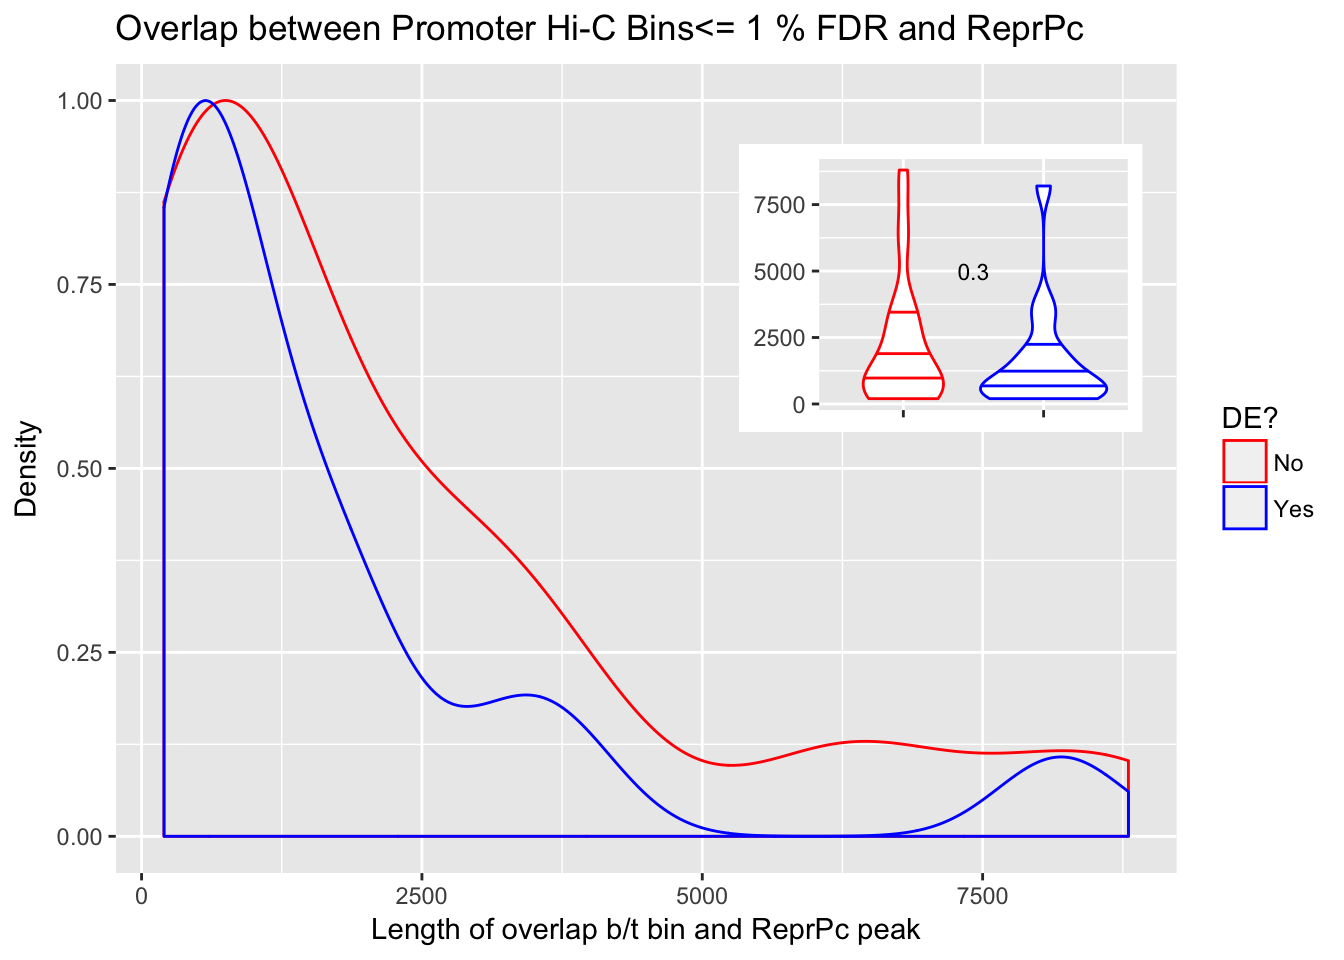 Overlap between Promoter Hi-C Bins<= 1 % FDR and ReprPc
Density
1.00
0.75
0.50
0.25
0.00
0
2500
5000
7500
Length of overlap b/t bin and ReprPc peak
7500
5000
2500
0
0.3
DE?
No
Yes